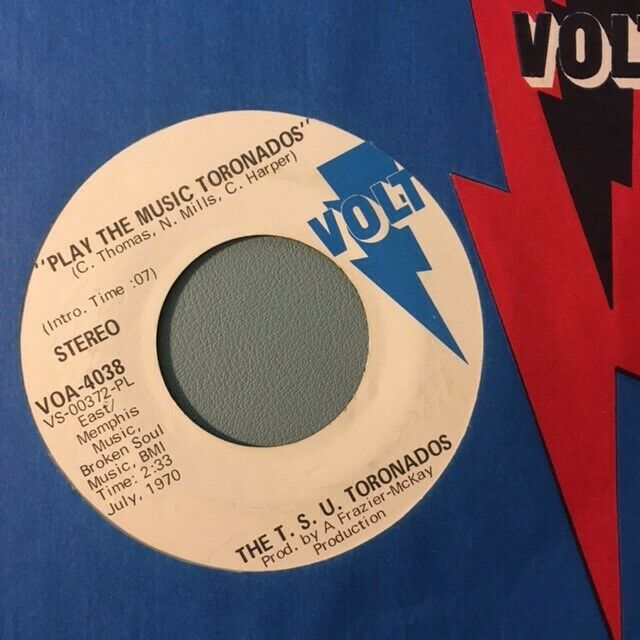 "PLAY THE MUSIC TORONADOS"
(C. Thomas, N. Mills, C. Harper)
VOLT
(Intro. Time :07)
STEREO
VOA-4038
VS-00372-PL
East/
Memphis
Music,
Broken Soul
Music, BMI
Time: 2:33
July, 1970
THE T. S. U. TORONADOS
Prod. by A Frazier-McKay
Production
VOLT